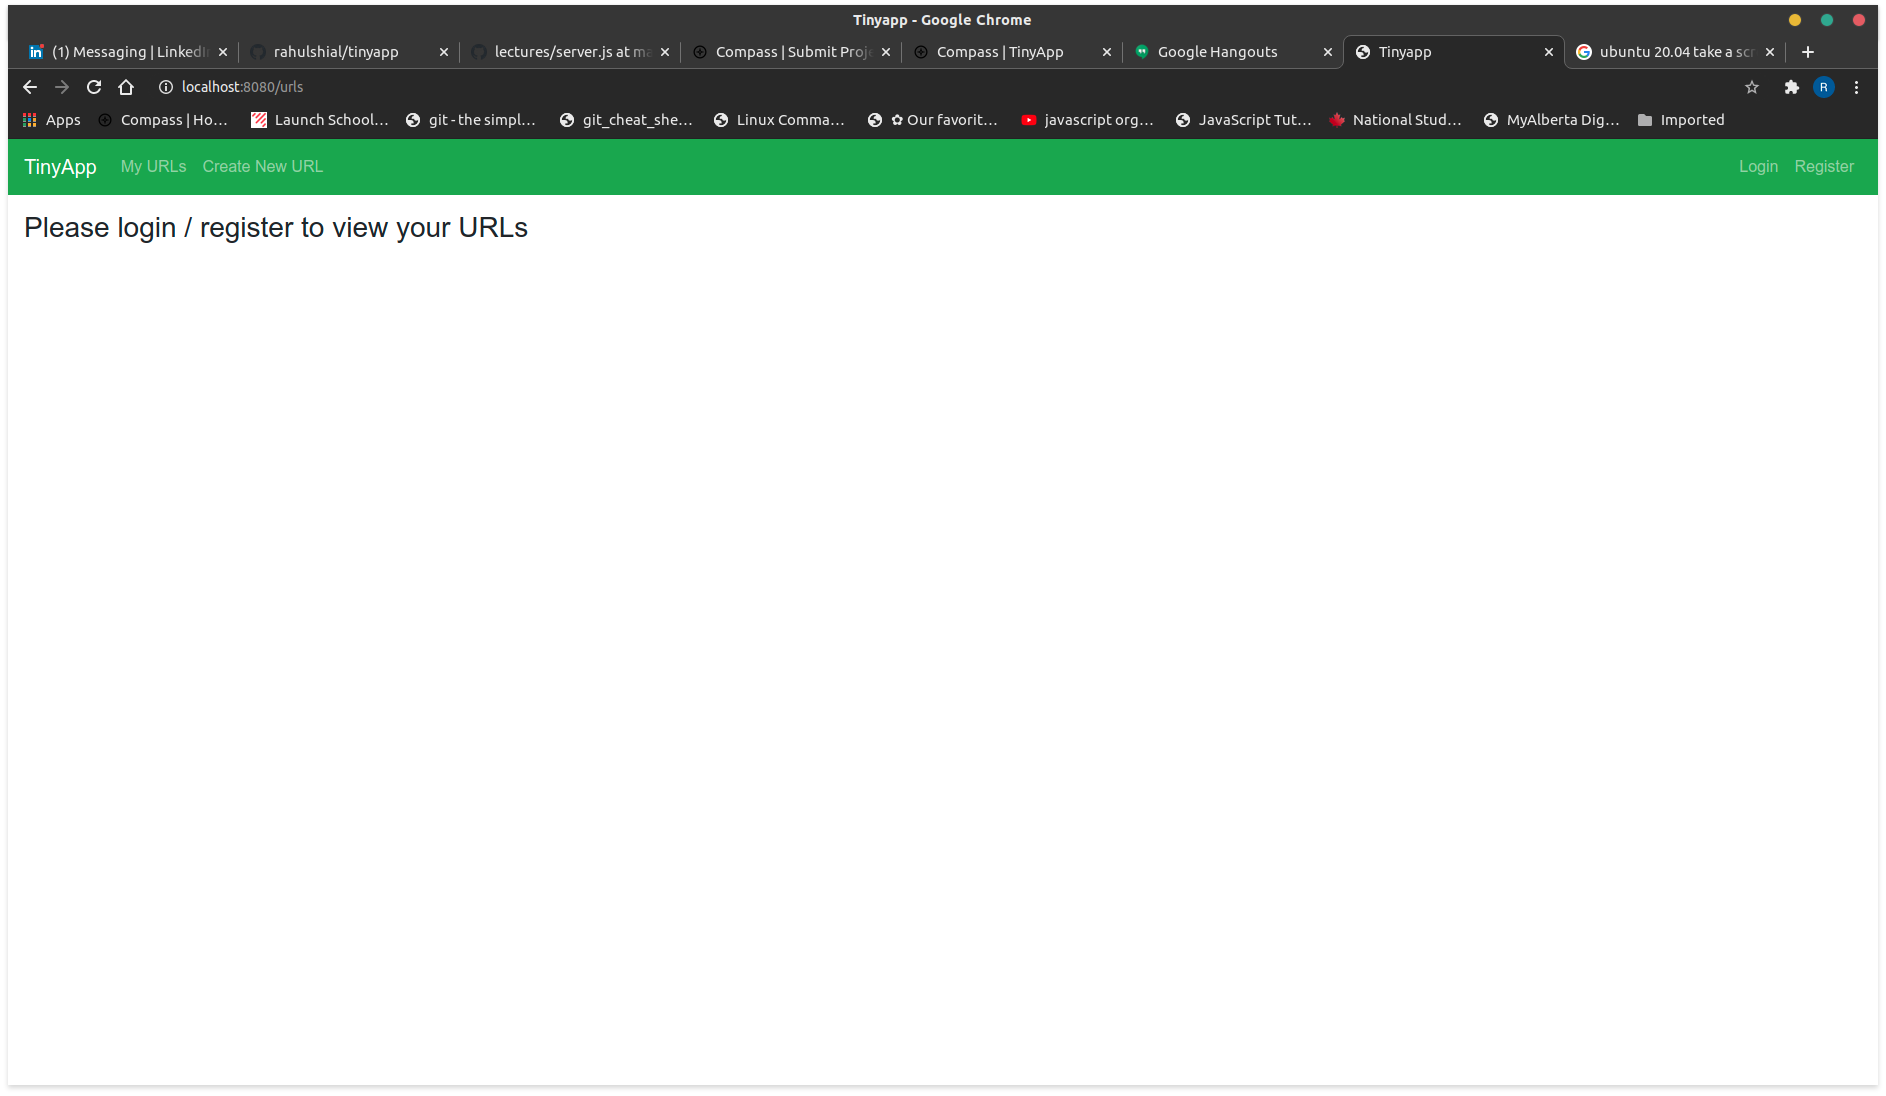 Tinyapp - Google Chrome
(1) Messaging | LinkedI
rahulshial/tinyapp
lectures/server.js at ma
Compass | Submit Proje
Compass | TinyApp
Google Hangouts
Tinyapp
ubuntu 20.04 take a scr
localhost:8080/urls
R
Apps
Compass | Ho...
Launch School...
git - the simpl...
git_cheat_she...
Linux Comma...
✿ Our favorit...
javascript org...
JavaScript Tut...
National Stud...
MyAlberta Dig...
Imported
TinyApp
My URLs
Create New URL
Login
Register
Please login / register to view your URLs